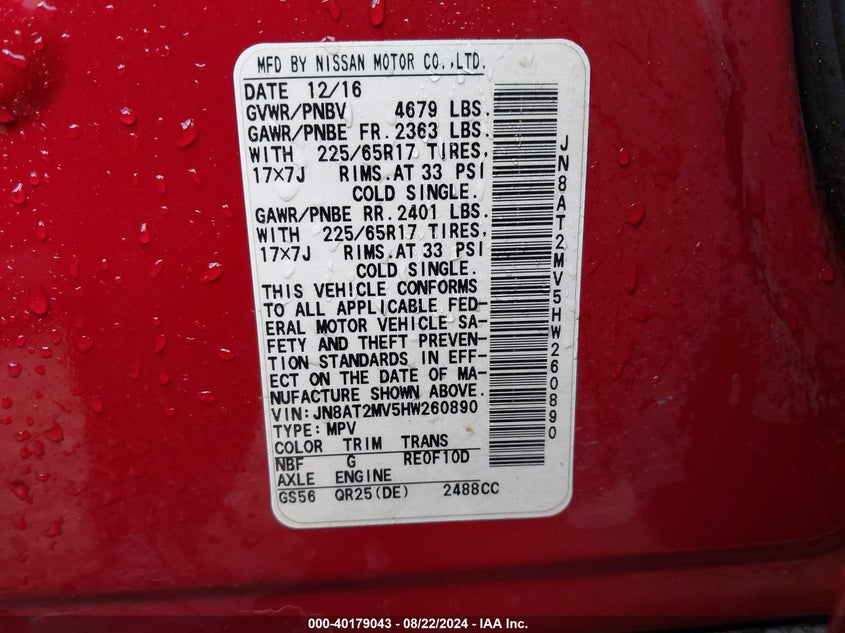 MFD BY NISSAN MOTOR CO.,LTD.
DATE 12/16
GVWR/PNBV 4679 LBS.
GAWR/PNBE FR.2363 LBS.
WITH 225/65R17 TIRES,
17×7J RIMS.AT 33 PSI
COLD SINGLE.
GAWR/PNBE RR.2401 LBS.
WITH 225/65R17 TIRES,
17×7J RIMS.AT 33 PSI
COLD SINGLE.
THIS VEHICLE CONFORMS
TO ALL APPLICABLE FED-
ERAL MOTOR VEHICLE SA-
FETY AND THEFT PREVEN-
TION STANDARDS IN EFF-
ECT ON THE DATE OF MA-
NUFACTURE SHOWN ABOVE.
VIN:JN8AT2MV5HW260890
TYPE:MPV
COLOR TRIM TRANS
NBF G RE0F10D
AXLE ENGINE
GS56 QR25(DE) 2488CC
JN8AT2MV5HW260890
000-40179043 - 08/22/2024 - IAA Inc.